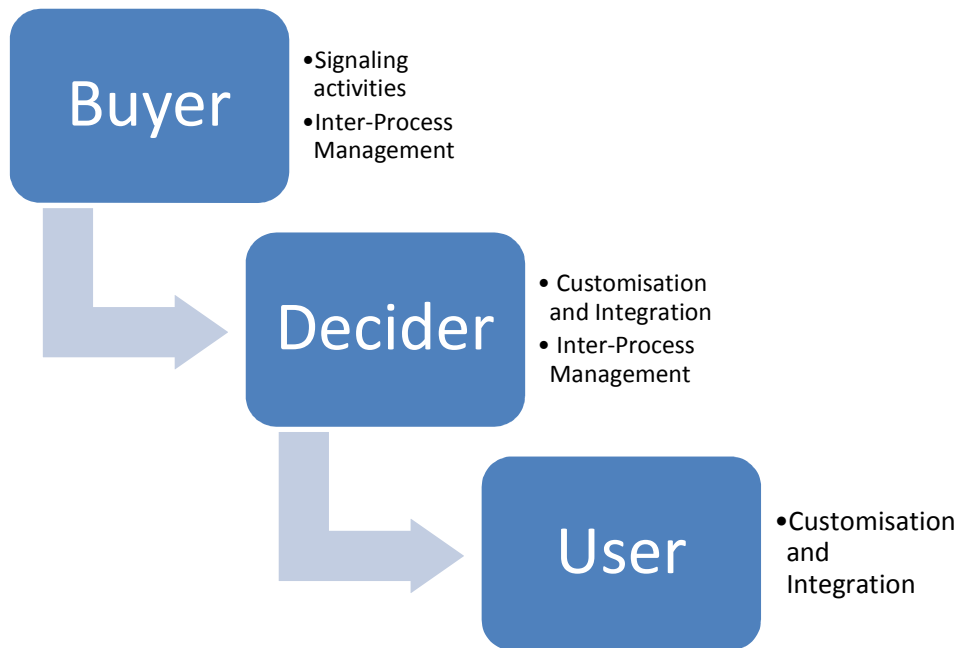 Buyer
•Signaling
activities
•Inter-Process
Management
Decider
• Customisation
and Integration
• Inter-Process
Management
User
•Customisation
and
Integration